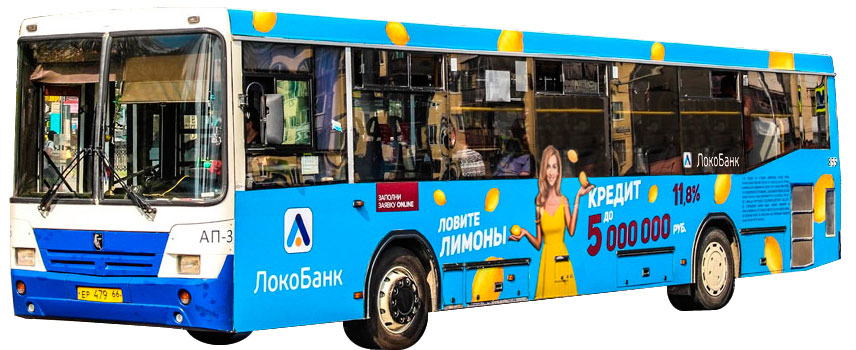 АП-3
ЕР 479 66
ЛокоБанк
ЗАПОЛНИ
ЗАЯВКУ ONLINE
ЛОВИТЕ
ЛИМОНЫ
КРЕДИТ
ДО
5 000 000 РУБ.
11,8%
ЛокоБанк